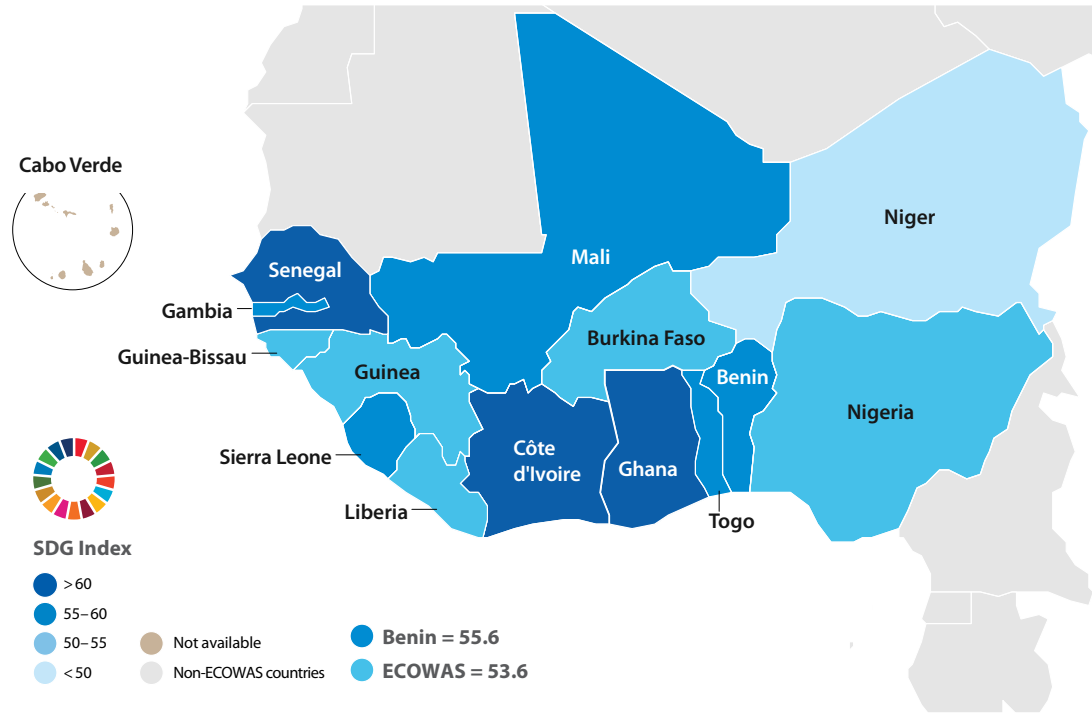 Cabo Verde
Niger
Mali
Senegal
Gambia
Burkina Faso
Guinea-Bissau
Guinea
Benin
Nigeria
Côte
d'Ivoire
Ghana
Sierra Leone
Liberia
Togo
SDG Index
>60
55–60
50–55
<50
Not available
Non-ECOWAS countries
Benin = 55.6
ECOWAS = 53.6